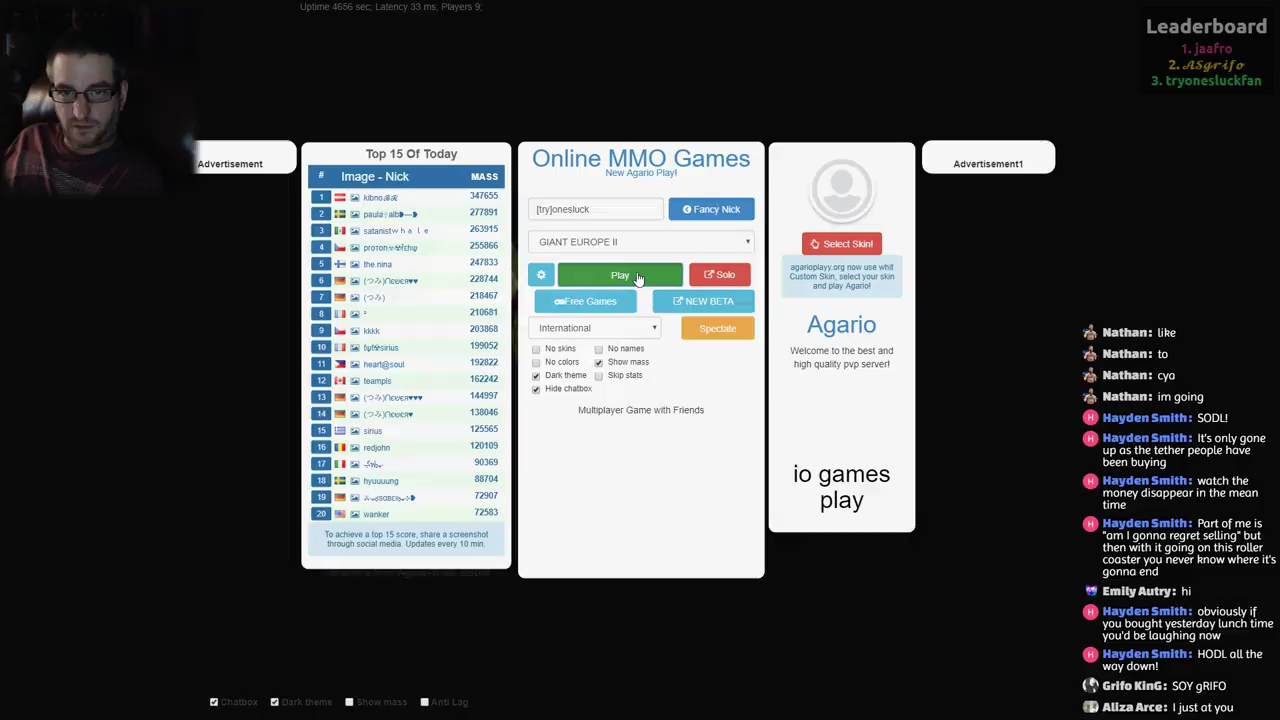 Uptime 4656 sec; Latency 33 ms; Players 9;
Leaderboard
1. jaafro
2. ASgrifo
3. tryonesluckfan
Advertisement
Top 15 Of Today
# Image - Nick MASS
1 kibno 347655
2 277891
3 satanist w h a l e 263915
4 255866
5 the.nina 247833
6 228744
7 (つ⁠ミ) 218467
8 ² 210681
9 kkkk 203868
10 199052
11 heart@soul 192822
12 teampls 162242
13 144997
14 138046
15 sirius 125565
16 redjohn 120109
17 90369
18 hyuuuung 88704
19 72907
20 wanker 72583
To achieve a top 15 score, share a screenshot
through social media. Updates every 10 min.
Online MMO Games
New Agario Play!
[try]onesluck
Fancy Nick
GIANT EUROPE II
Play
Solo
Free Games
NEW BETA
International
Spectate
No skins
No names
No colors
Show mass
Dark theme
Skip stats
Hide chatbox
Multiplayer Game with Friends
Select Skin!
agarioplayy.org now use whit
Custom Skin, select your skin
and play Agario!
Agario
Welcome to the best and
high quality pvp server!
io games
play
Advertisement1
Nathan: like
Nathan: to
Nathan: cya
Nathan: im going
Hayden Smith: SODL!
Hayden Smith: It's only gone
up as the tether people have
been buying
Hayden Smith: watch the
money disappear in the mean
time
Hayden Smith: Part of me is
"am I gonna regret selling" but
then with it going on this roller
coaster you never know where it's
gonna end
Emily Autry: hi
Hayden Smith: obviously if
you bought yesterday lunch time
you'd be laughing now
Hayden Smith: HODL all the
way down!
Grifo KinG: SOY gRIFO
Aliza Arce: I just at you
Chatbox
Dark theme
Show mass
Anti Lag